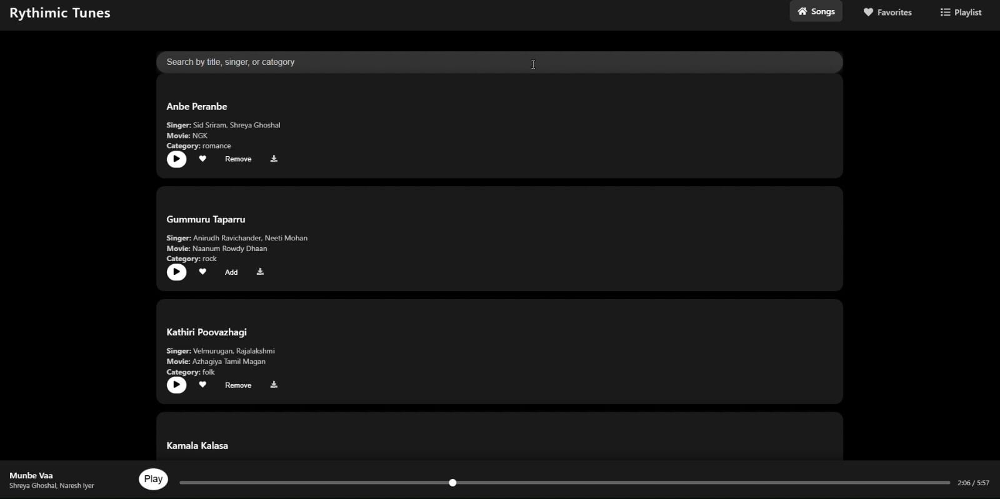 Rythimic Tunes
Songs
Favorites
Playlist
Search by title, singer, or category
Anbe Peranbe
Singer: Sid Sriram, Shreya Ghoshal
Movie: NGK
Category: romance
Remove
Gummuru Taparru
Singer: Anirudh Ravichander, Neeti Mohan
Movie: Naanum Rowdy Dhaan
Category: rock
Add
Kathiri Poovazhagi
Singer: Velmurugan, Rajalakshmi
Movie: Azhagiya Tamil Magan
Category: folk
Remove
Kamala Kalasa
Munbe Vaa
Shreya Ghoshal, Naresh Iyer
Play
2:06 / 5:57